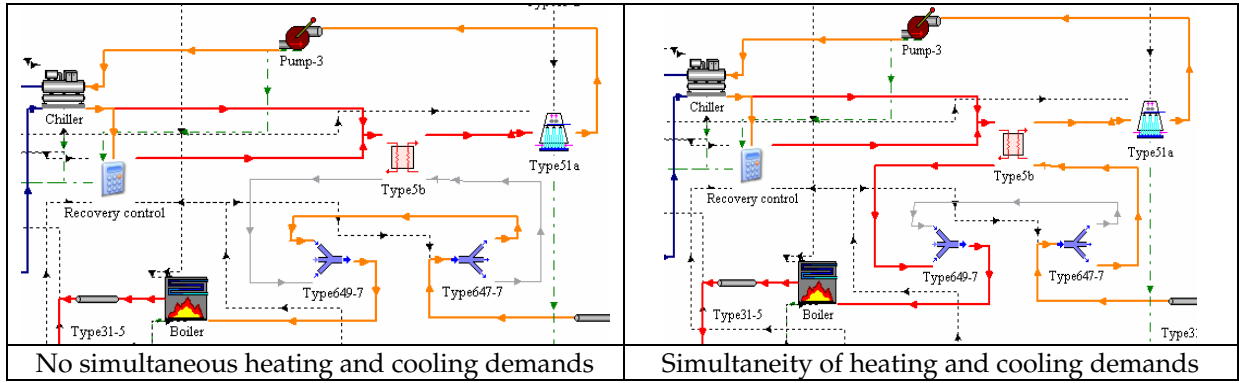 Pump-3
Chiller
Type51a
Type5b
Recovery control
Type649-7
Type647-7
Type31-5
Boiler
No simultaneous heating and cooling demands
Pump-3
Chiller
Type51a
Type5b
Recovery control
Type649-7
Type647-7
Type31-5
Boiler
Type3
Simultaneity of heating and cooling demands